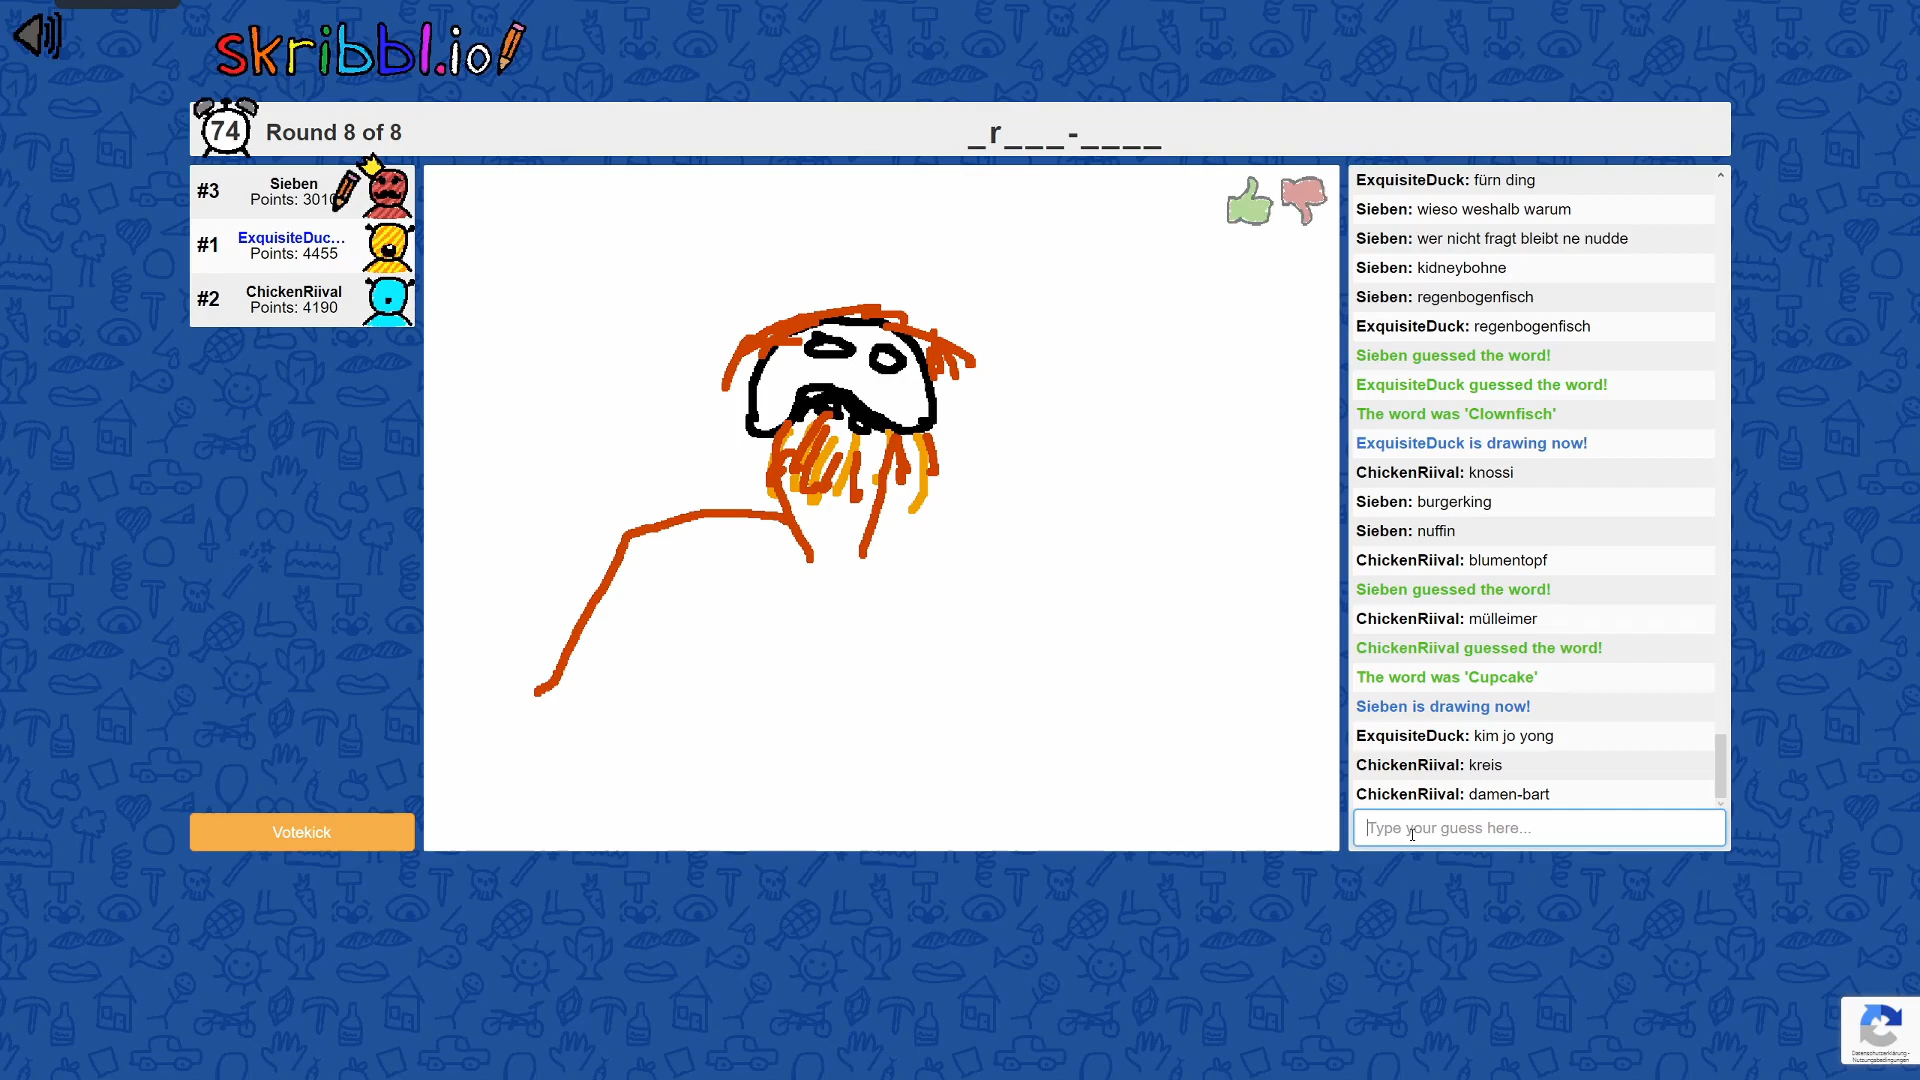 skribbl.io
74
Round 8 of 8
_r___-____
#3
Sieben
Points: 3010
#1
ExquisiteDuc...
Points: 4455
#2
ChickenRiival
Points: 4190
Votekick
ExquisiteDuck: fürn ding
Sieben: wieso weshalb warum
Sieben: wer nicht fragt bleibt ne nudde
Sieben: kidneybohne
Sieben: regenbogenfisch
ExquisiteDuck: regenbogenfisch
Sieben guessed the word!
ExquisiteDuck guessed the word!
The word was 'Clownfisch'
ExquisiteDuck is drawing now!
ChickenRiival: knossi
Sieben: burgerking
Sieben: nuffin
ChickenRiival: blumentopf
Sieben guessed the word!
ChickenRiival: mülleimer
ChickenRiival guessed the word!
The word was 'Cupcake'
Sieben is drawing now!
ExquisiteDuck: kim jo yong
ChickenRiival: kreis
ChickenRiival: damen-bart
Type your guess here...
Datenschutzerklärung -
Nutzungsbedingungen